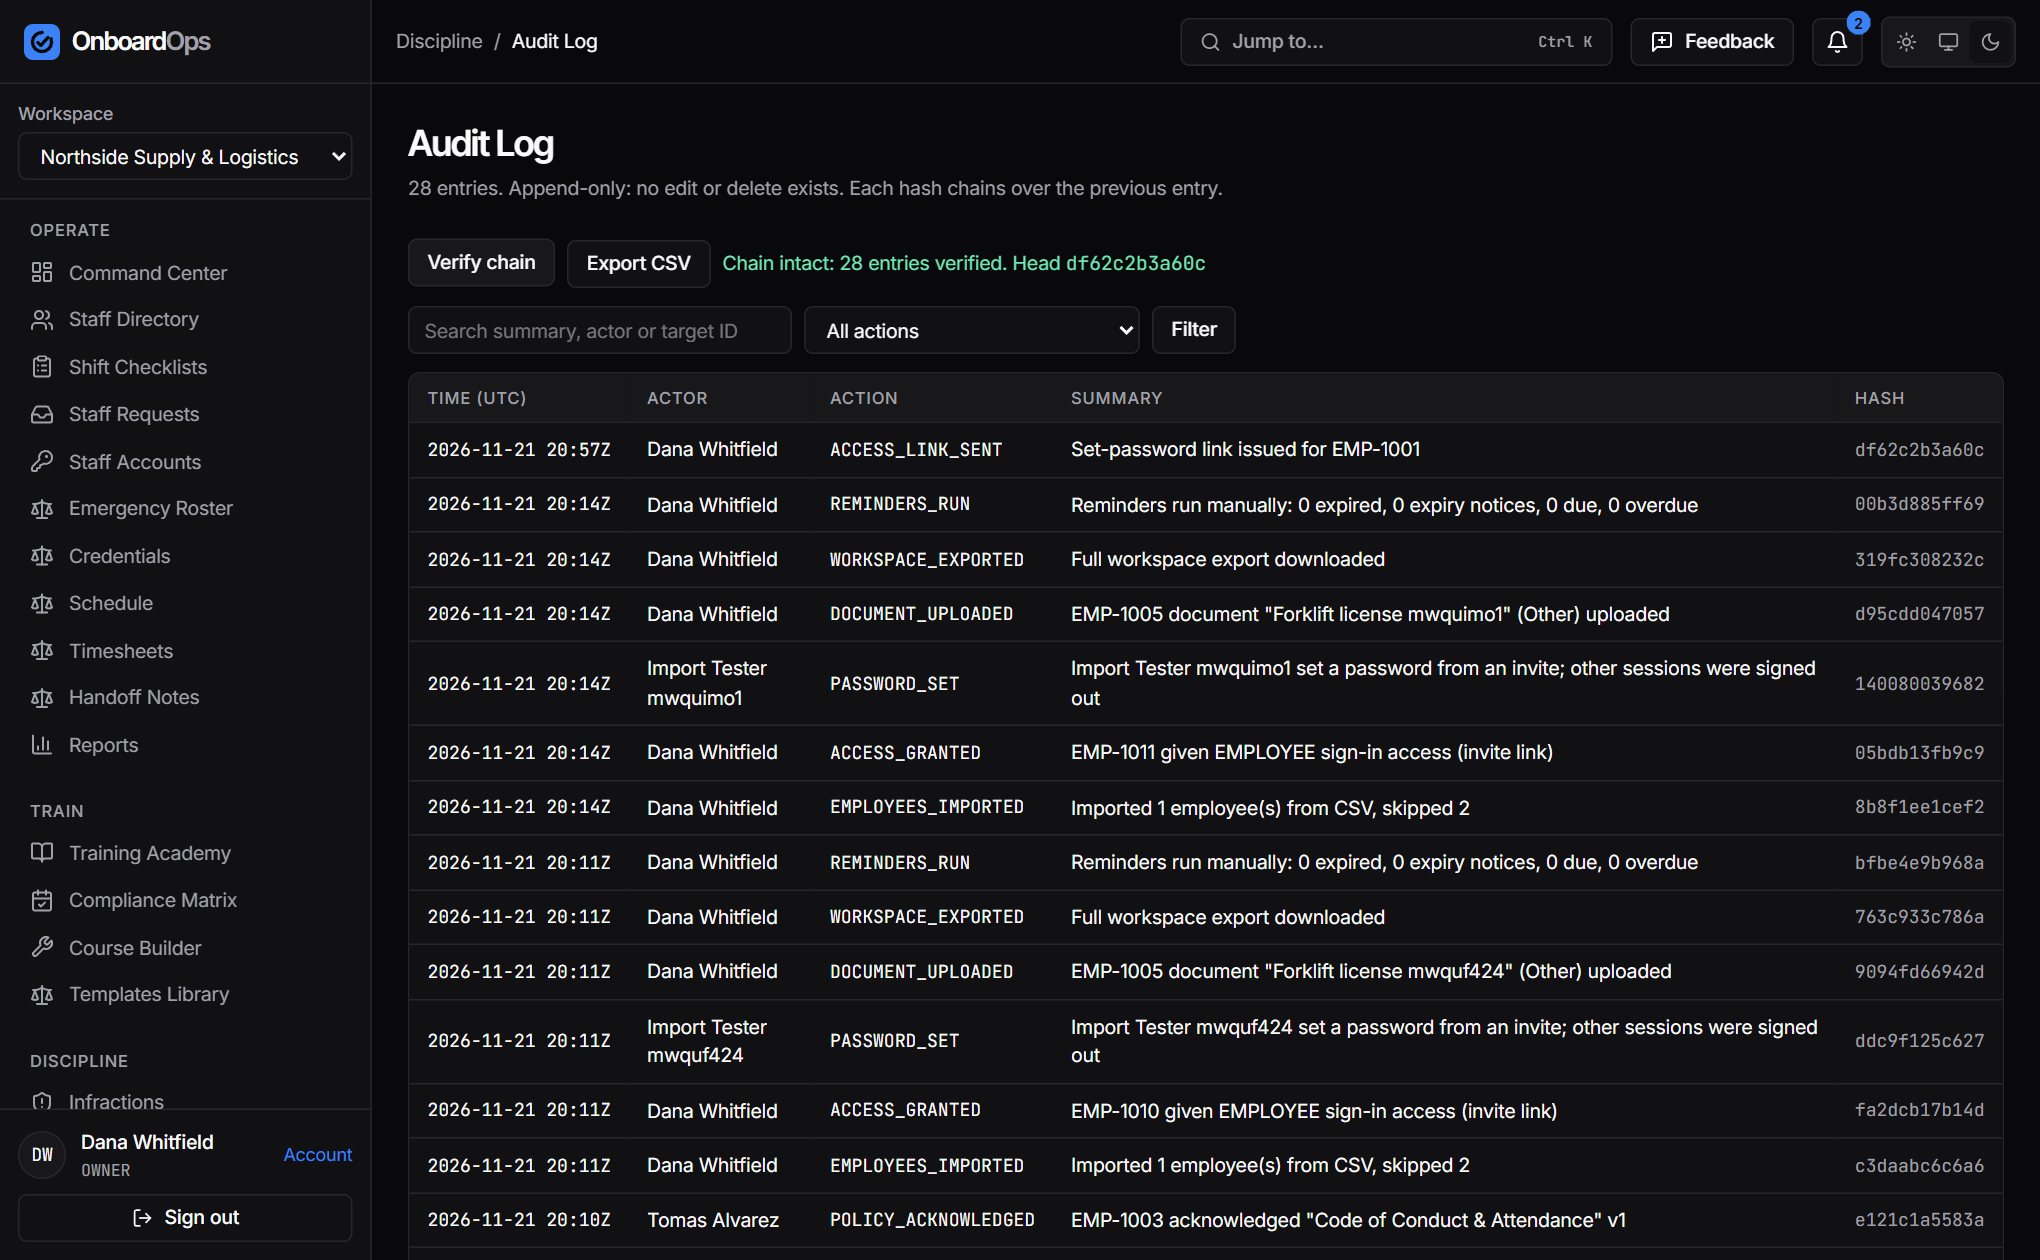 OnboardOps
Discipline / Audit Log
Jump to... Ctrl K
Feedback
2
Workspace
Northside Supply & Logistics
OPERATE
Command Center
Staff Directory
Shift Checklists
Staff Requests
Staff Accounts
Emergency Roster
Credentials
Schedule
Timesheets
Handoff Notes
Reports
TRAIN
Training Academy
Compliance Matrix
Course Builder
Templates Library
DISCIPLINE
Infractions
DW
Dana Whitfield
OWNER
Account
Sign out
Audit Log
28 entries. Append-only: no edit or delete exists. Each hash chains over the previous entry.
Verify chain
Export CSV
Chain intact: 28 entries verified. Head df62c2b3a60c
Search summary, actor or target ID
All actions
Filter
TIME (UTC) ACTOR ACTION SUMMARY HASH
2026-11-21 20:57Z Dana Whitfield ACCESS_LINK_SENT Set-password link issued for EMP-1001 df62c2b3a60c
2026-11-21 20:14Z Dana Whitfield REMINDERS_RUN Reminders run manually: 0 expired, 0 expiry notices, 0 due, 0 overdue 00b3d885ff69
2026-11-21 20:14Z Dana Whitfield WORKSPACE_EXPORTED Full workspace export downloaded 319fc308232c
2026-11-21 20:14Z Dana Whitfield DOCUMENT_UPLOADED EMP-1005 document "Forklift license mwquimo1" (Other) uploaded d95cdd047057
2026-11-21 20:14Z Import Tester mwquimo1 PASSWORD_SET Import Tester mwquimo1 set a password from an invite; other sessions were signed out 140080039682
2026-11-21 20:14Z Dana Whitfield ACCESS_GRANTED EMP-1011 given EMPLOYEE sign-in access (invite link) 05bdb13fb9c9
2026-11-21 20:14Z Dana Whitfield EMPLOYEES_IMPORTED Imported 1 employee(s) from CSV, skipped 2 8b8f1ee1cef2
2026-11-21 20:11Z Dana Whitfield REMINDERS_RUN Reminders run manually: 0 expired, 0 expiry notices, 0 due, 0 overdue bfbe4e9b968a
2026-11-21 20:11Z Dana Whitfield WORKSPACE_EXPORTED Full workspace export downloaded 763c933c786a
2026-11-21 20:11Z Dana Whitfield DOCUMENT_UPLOADED EMP-1005 document "Forklift license mwquf424" (Other) uploaded 9094fd66942d
2026-11-21 20:11Z Import Tester mwquf424 PASSWORD_SET Import Tester mwquf424 set a password from an invite; other sessions were signed out ddc9f125c627
2026-11-21 20:11Z Dana Whitfield ACCESS_GRANTED EMP-1010 given EMPLOYEE sign-in access (invite link) fa2dcb17b14d
2026-11-21 20:11Z Dana Whitfield EMPLOYEES_IMPORTED Imported 1 employee(s) from CSV, skipped 2 c3daabc6c6a6
2026-11-21 20:10Z Tomas Alvarez POLICY_ACKNOWLEDGED EMP-1003 acknowledged "Code of Conduct & Attendance" v1 e121c1a5583a